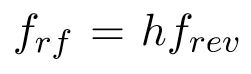 f_{rf} = hf_{rev}